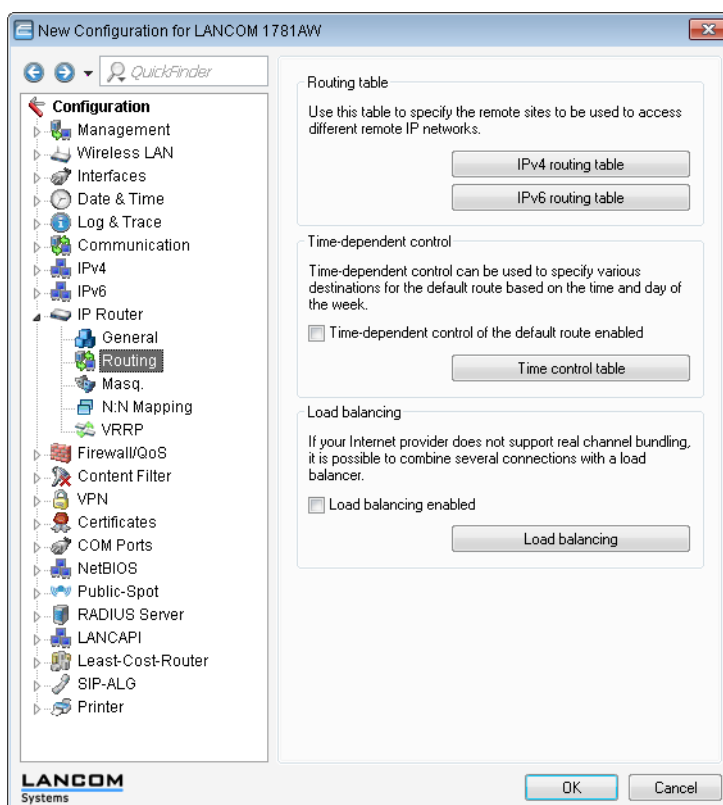 New Configuration for LANCOM 1781AW
QuickFinder
Configuration
Management
Wireless LAN
Interfaces
Date & Time
Log & Trace
Communication
IPv4
IPv6
IP Router
General
Routing
Masq.
N:N Mapping
VRRP
Firewall/QoS
Content Filter
VPN
Certificates
COM Ports
NetBIOS
Public-Spot
RADIUS Server
LANCAPI
Least-Cost-Router
SIP-ALG
Printer
Routing table
Use this table to specify the remote sites to be used to access
different remote IP networks.
IPv4 routing table
IPv6 routing table
Time-dependent control
Time-dependent control can be used to specify various
destinations for the default route based on the time and day of
the week.
Time-dependent control of the default route enabled
Time control table
Load balancing
If your Internet provider does not support real channel bundling,
it is possible to combine several connections with a load
balancer.
Load balancing enabled
Load balancing
LANCOM
Systems
OK
Cancel